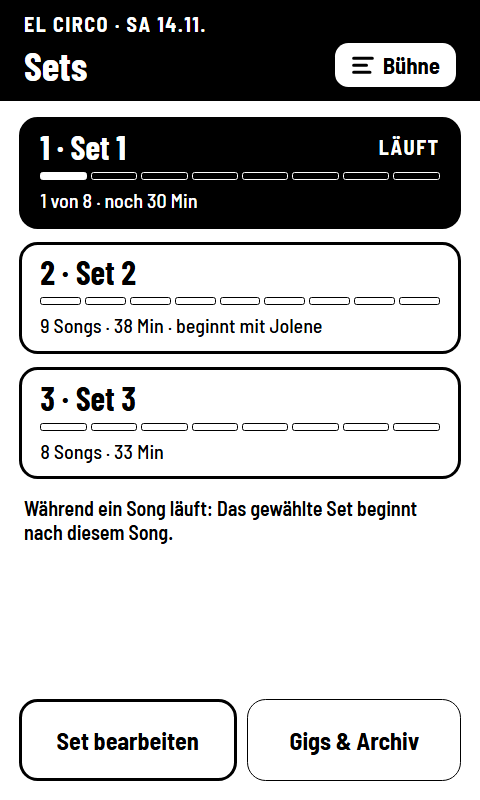 EL CIRCO · SA 14.11.
Sets
Bühne
1 · Set 1
LÄUFT
1 von 8 · noch 30 Min
2 · Set 2
9 Songs · 38 Min · beginnt mit Jolene
3 · Set 3
8 Songs · 33 Min
Während ein Song läuft: Das gewählte Set beginnt
nach diesem Song.
Set bearbeiten
Gigs & Archiv